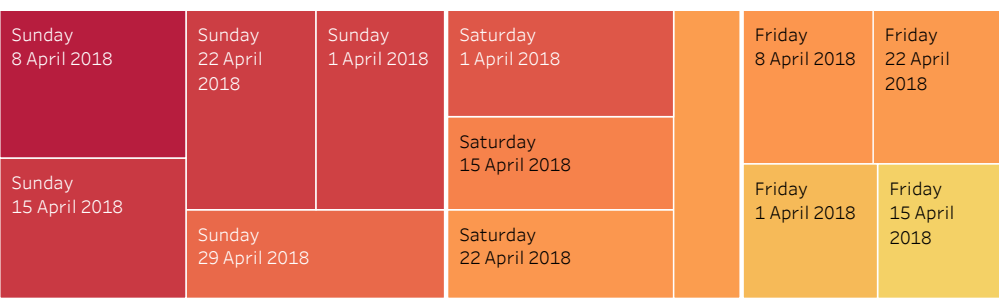 Sunday
8 April 2018
Sunday
15 April 2018
Sunday
22 April
2018
Sunday
1 April 2018
Sunday
29 April 2018
Saturday
1 April 2018
Saturday
15 April 2018
Saturday
22 April 2018
Friday
8 April 2018
Friday
22 April
2018
Friday
1 April 2018
Friday
15 April
2018